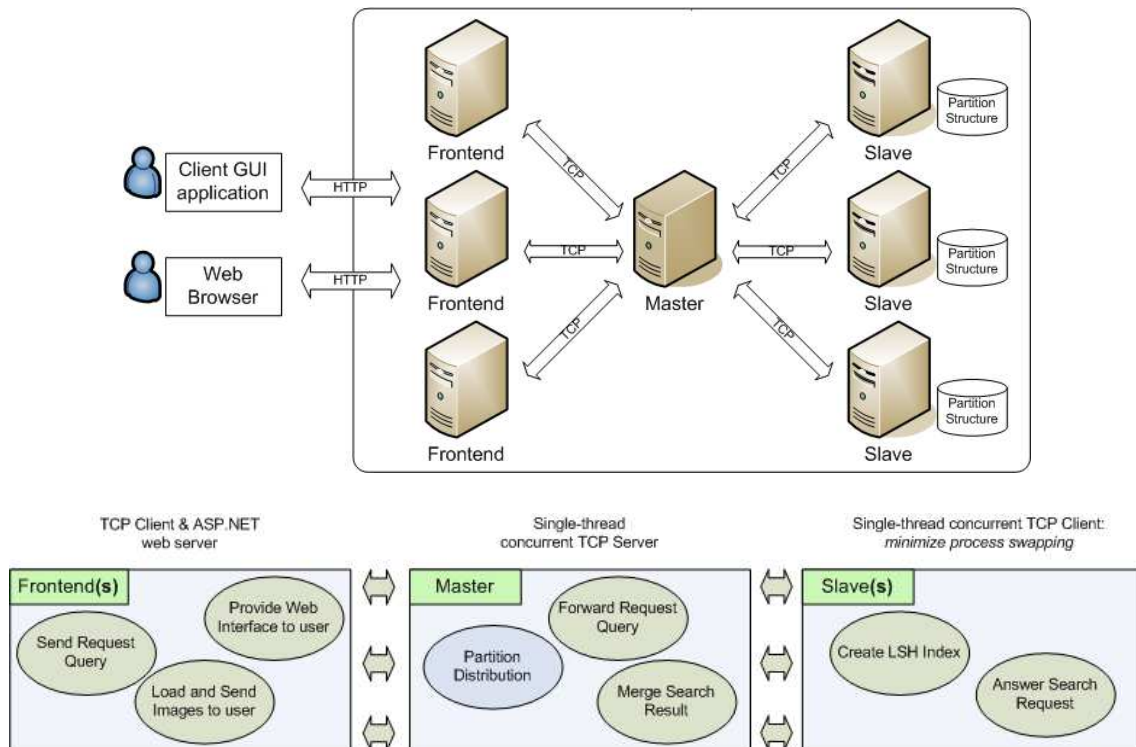 Frontend
Slave
Partition
Structure
TCP
TCP
Client GUI
application
HTTP
Frontend
TCP
Master
TCP
Slave
Partition
Structure
Web
Browser
HTTP
Frontend
TCP
TCP
Slave
Partition
Structure
TCP Client & ASP.NET
web server
Single-thread
concurrent TCP Server
Single-thread concurrent TCP Client:
minimize process swapping
Frontend(s)
Provide Web
Interface to user
Send Request
Query
Load and Send
Images to user
Master
Forward Request
Query
Partition
Distribution
Merge Search
Result
Slave(s)
Create LSH Index
Answer Search
Request